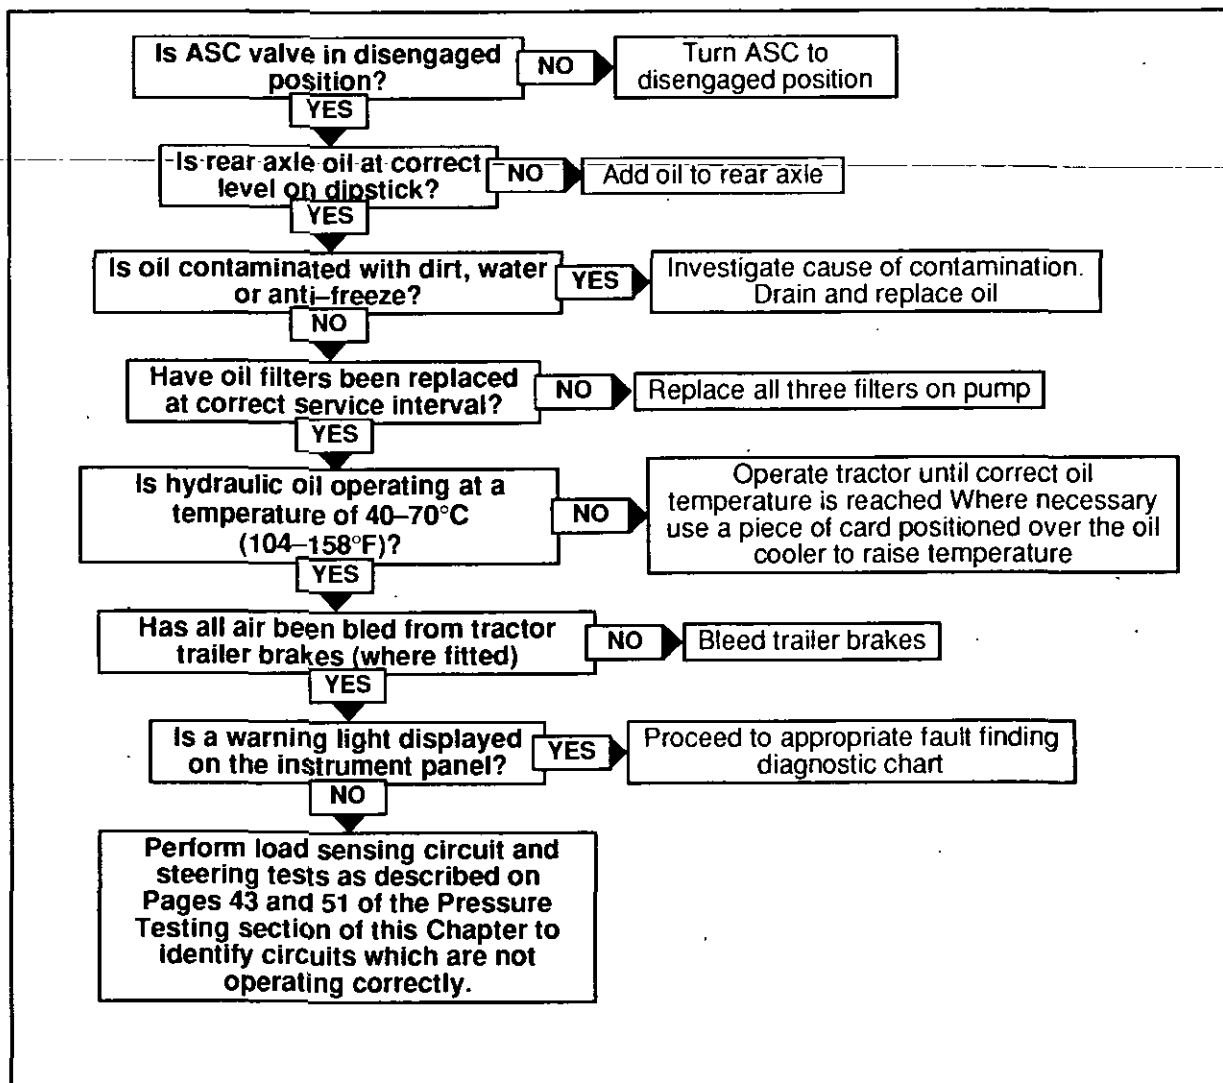 Is ASC valve in disengaged
position?
NO
Turn ASC to
disengaged position
YES
Is rear axle oil at correct
level on dipstick?
NO
Add oil to rear axle
YES
Is oil contaminated with dirt, water
or anti–freeze?
YES
Investigate cause of contamination.
Drain and replace oil
NO
Have oil filters been replaced
at correct service interval?
NO
Replace all three filters on pump
YES
Is hydraulic oil operating at a
temperature of 40–70°C
(104–158°F)?
NO
Operate tractor until correct oil
temperature is reached Where necessary
use a piece of card positioned over the oil
cooler to raise temperature
YES
Has all air been bled from tractor
trailer brakes (where fitted)
NO
Bleed trailer brakes
YES
Is a warning light displayed
on the instrument panel?
YES
Proceed to appropriate fault finding
diagnostic chart
NO
Perform load sensing circuit and
steering tests as described on
Pages 43 and 51 of the Pressure
Testing section of this Chapter to
identify circuits which are not
operating correctly.